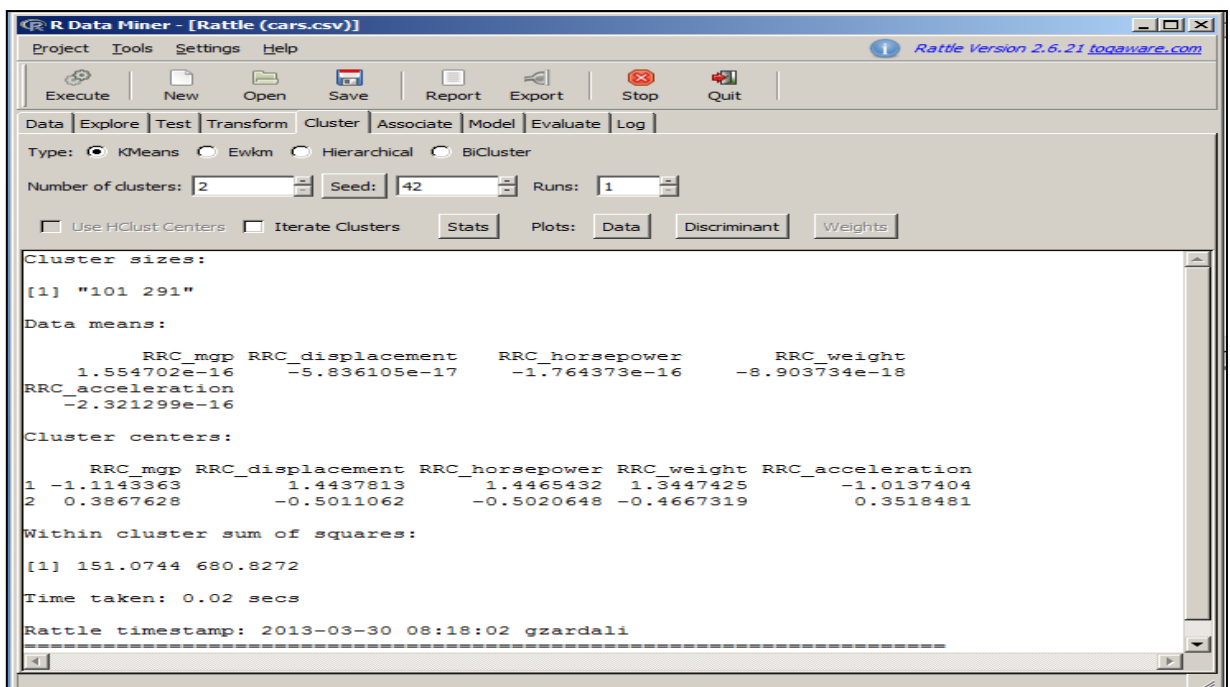 R Data Miner - [Rattle (cars.csv)]
Project Tools Settings Help
Rattle Version 2.6.21 togaware.com
Execute New Open Save Report Export Stop Quit
Data Explore Test Transform Cluster Associate Model Evaluate Log
Type: KMeans Ewkm Hierarchical BiCluster
Number of clusters: 2 Seed: 42 Runs: 1
Use HClust Centers Iterate Clusters Stats Plots: Data Discriminant Weights
Cluster sizes:
[1] "101 291"
Data means:
RRC_mgp RRC_displacement RRC_horsepower RRC_weight
1.554702e-16 -5.836105e-17 -1.764373e-16 -8.903734e-18
RRC_acceleration
-2.321299e-16
Cluster centers:
RRC_mgp RRC_displacement RRC_horsepower RRC_weight RRC_acceleration
1 -1.1143363 1.4437813 1.4465432 1.3447425 -1.0137404
2 0.3867628 -0.5011062 -0.5020648 -0.4667319 0.3518481
Within cluster sum of squares:
[1] 151.0744 680.8272
Time taken: 0.02 secs
Rattle timestamp: 2013-03-30 08:18:02 gzardali
======================================================================